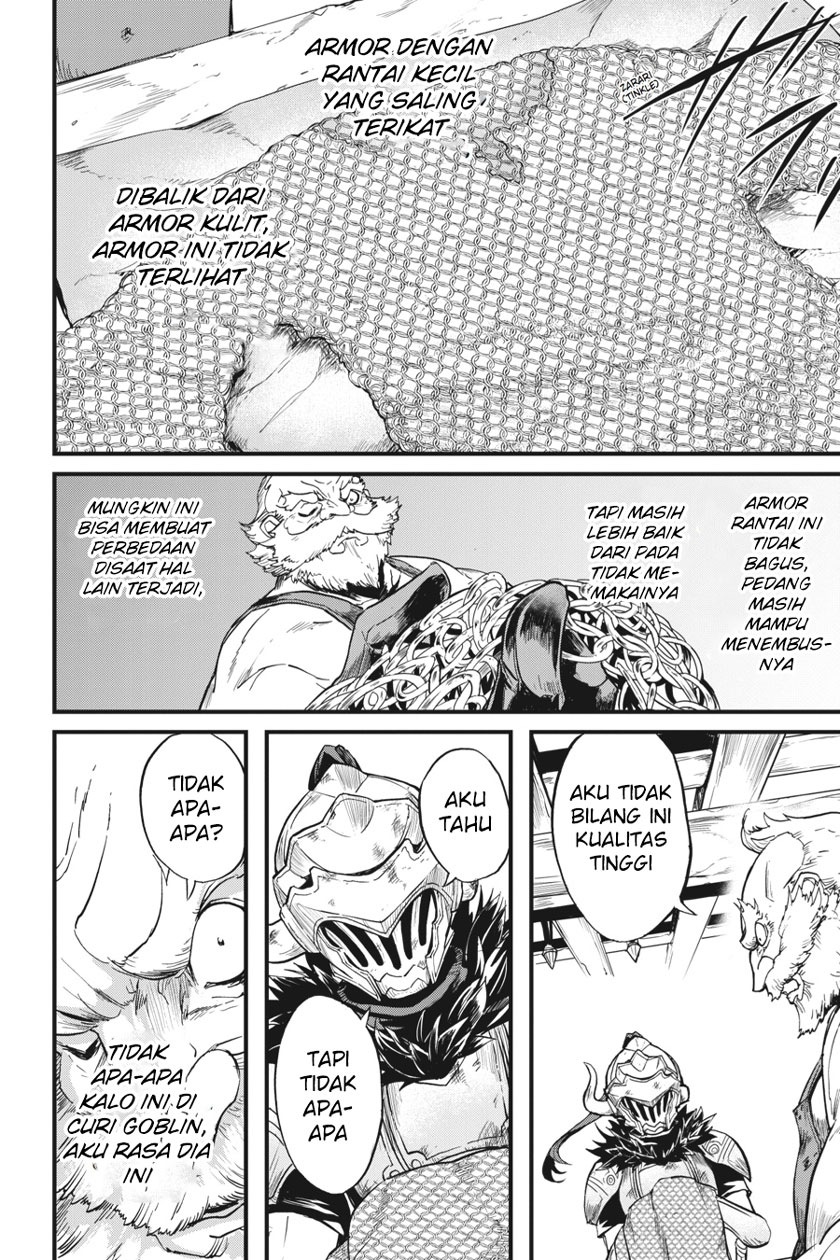 ZARARI
(TINKLE)
ARMOR DENGAN
RANTAI KECIL
YANG SALING
TERIKAT
DIBALIK DARI
ARMOR KULIT,
ARMOR INI TIDAK
TERLIHAT
ARMOR
RANTAI INI
TIDAK
BAGUS,
PEDANG
MASIH
MAMPU
MENEMBUS-
NYA
TAPI MASIH
LEBIH BAIK
DARI PADA
TIDAK ME-
MAKAINYA
MUNGKIN INI
BISA MEMBUAT
PERBEDAAN
DISAAT HAL
LAIN TERJADI,
AKU TIDAK
BILANG INI
KUALITAS
TINGGI
AKU
TAHU
TAPI
TIDAK
APA-
APA
TIDAK
APA-
APA?
TIDAK
APA-APA
KALO INI DI
CURI GOBLIN,
AKU RASA DIA
INI